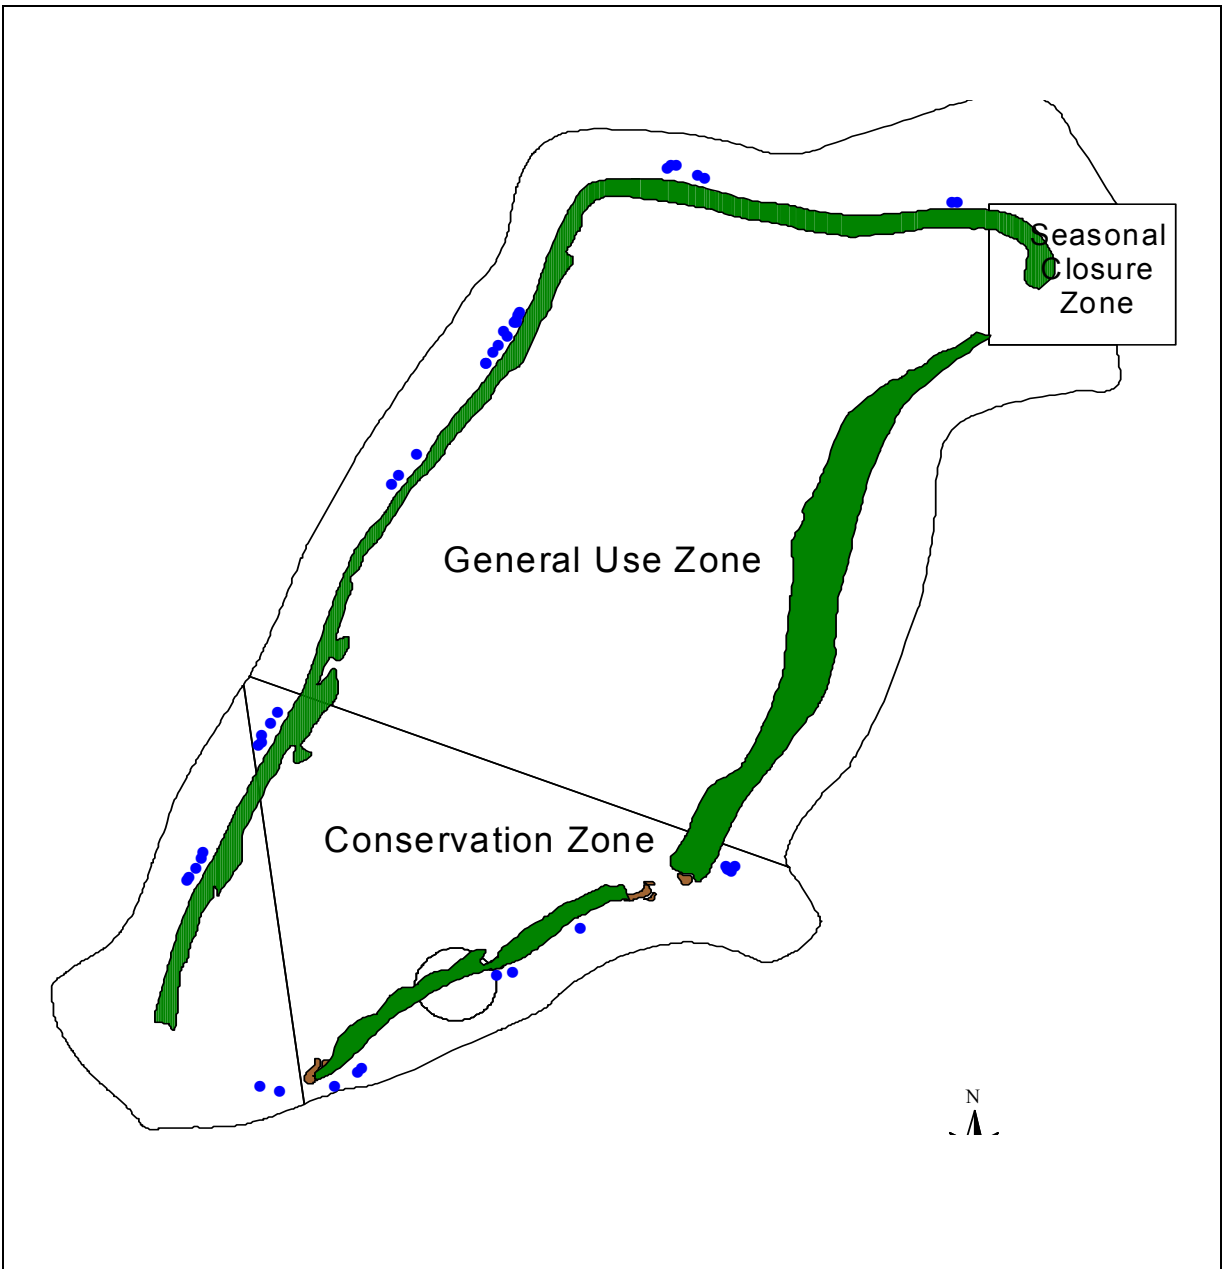 Seasonal
Closure
Zone
General Use Zone
Conservation Zone
N